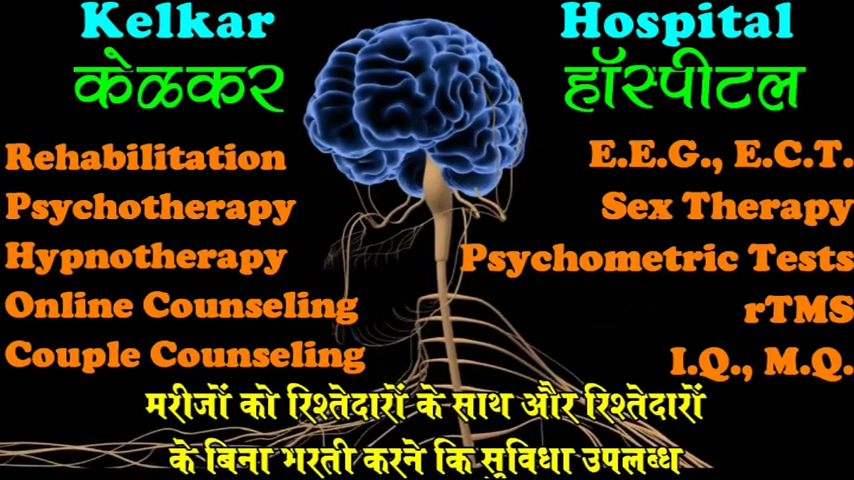 Kelkar Hospital
केळकर हॉस्पीटल
Rehabilitation
Psychotherapy
Hypnotherapy
Online Counseling
Couple Counseling
E.E.G., E.C.T.
Sex Therapy
Psychometric Tests
rTMS
I.Q., M.Q.
मरीजों को रिश्तेदारों के साथ और रिश्तेदारों
के बिना भरती करने कि सुविधा उपलब्ध